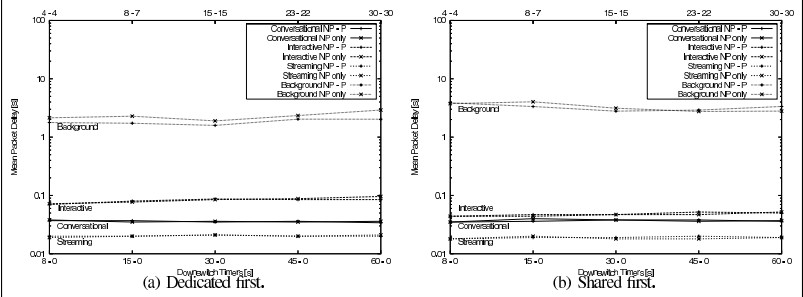 4 - 4 8 - 7 15 - 15 23 - 22 30 - 30
100
10
1
0.1
0.01
Mean Packet Delay [s]
Conversational NP - P
Conversational NP only
Interactive NP - P
Interactive NP only
Streaming NP - P
Streaming NP only
Background NP - P
Background NP only
Background
Interactive
Conversational
Streaming
8 - 0 15 - 0 30 - 0 45 - 0 60 - 0
Downswitch Timers [s]
(a) Dedicated first.
4 - 4 8 - 7 15 - 15 23 - 22 30 - 30
100
10
1
0.1
0.01
Mean Packet Delay [s]
Conversational NP - P
Conversational NP only
Interactive NP - P
Interactive NP only
Streaming NP - P
Streaming NP only
Background NP - P
Background NP only
Background
Interactive
Conversational
Streaming
8 - 0 15 - 0 30 - 0 45 - 0 60 - 0
Downswitch Timers [s]
(b) Shared first.